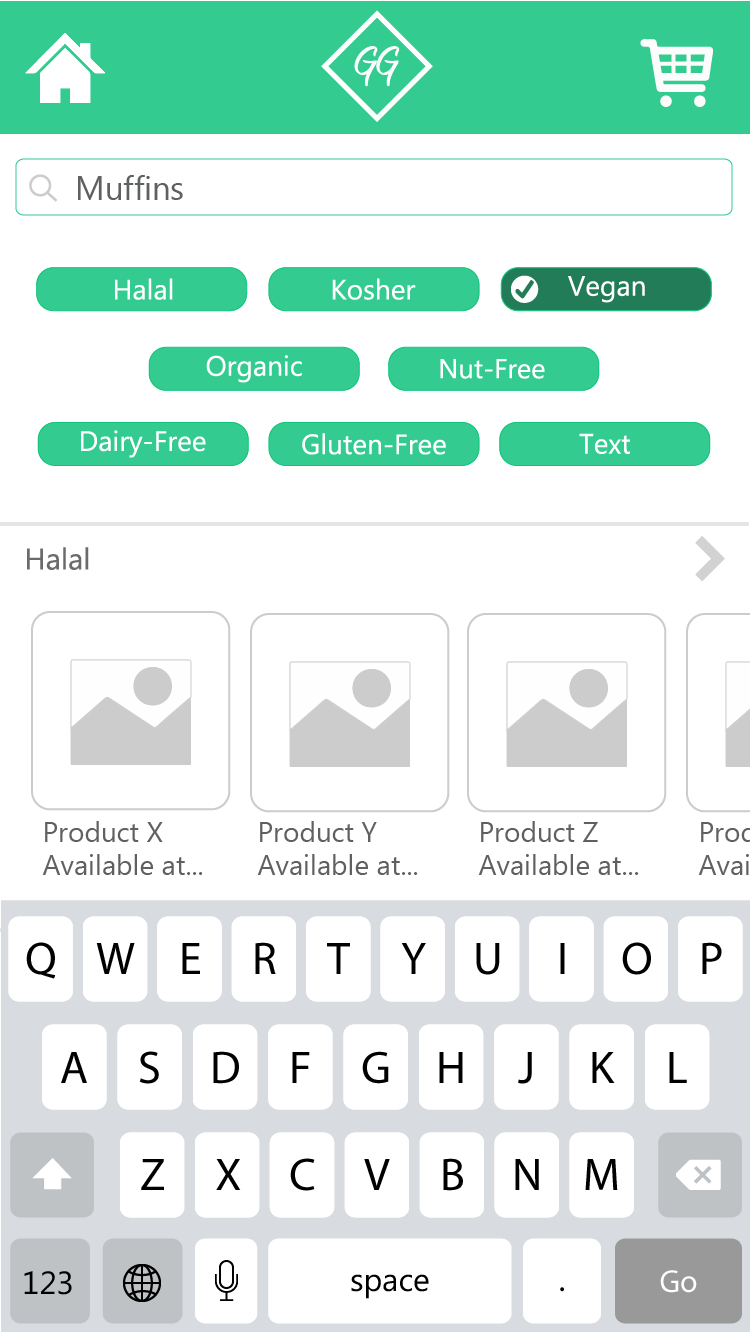 GG
Muffins
Halal Kosher Vegan
Organic Nut-Free
Dairy-Free Gluten-Free Text
Halal
Product X Product Y Product Z Proc
Available at... Available at... Available at... Avai
Q W E R T Y U I O P
A S D F G H J K L
Z X C V B N M
123 space . Go